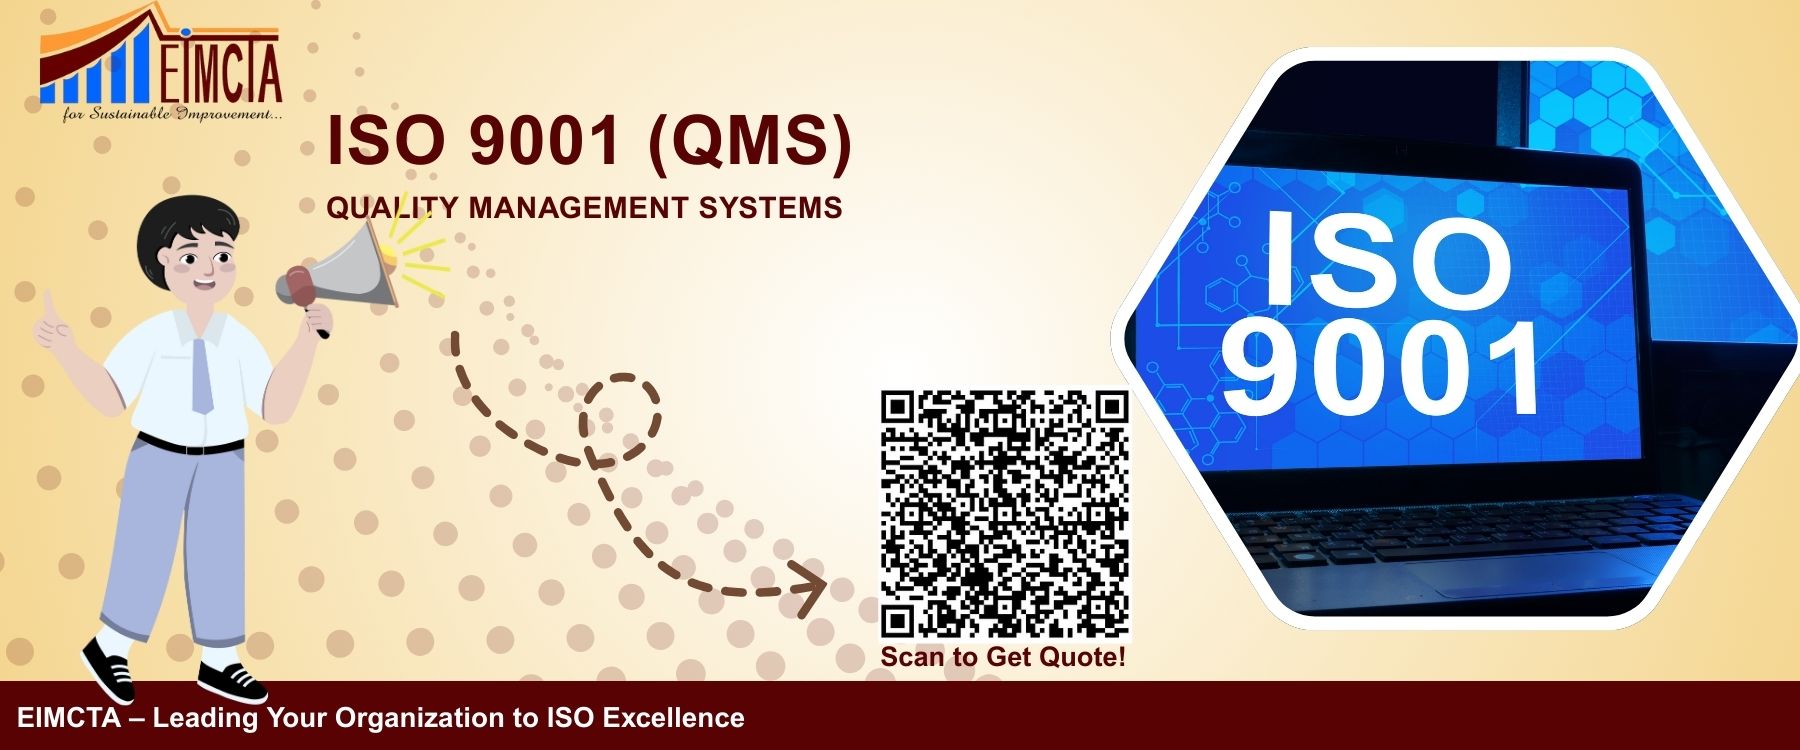 EIMCTA
for Sustainable Improvement...
ISO 9001 (QMS)
QUALITY MANAGEMENT SYSTEMS
ISO
9001
Scan to Get Quote!
EIMCTA – Leading Your Organization to ISO Excellence